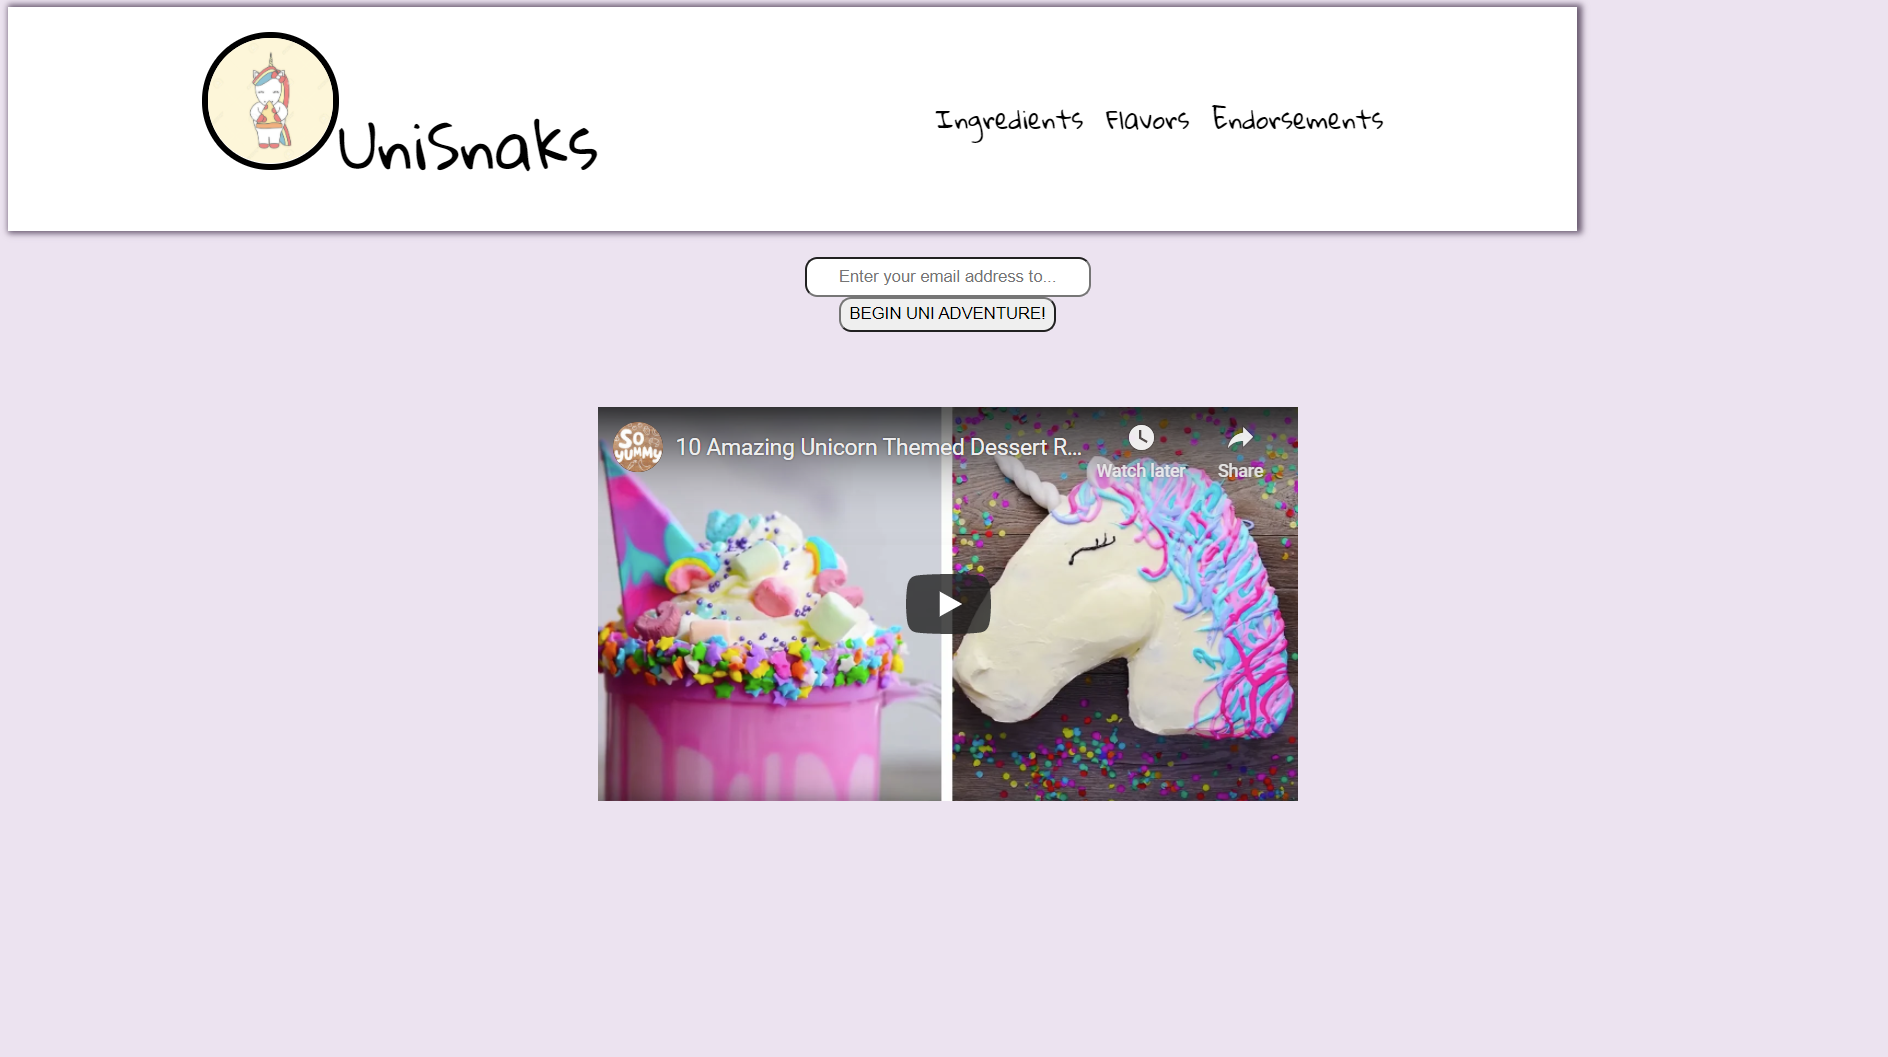 UniSnaks
Ingredients Flavors Endorsements
Enter your email address to...
BEGIN UNI ADVENTURE!
SO YUMMY
10 Amazing Unicorn Themed Dessert R...
Watch later
Share